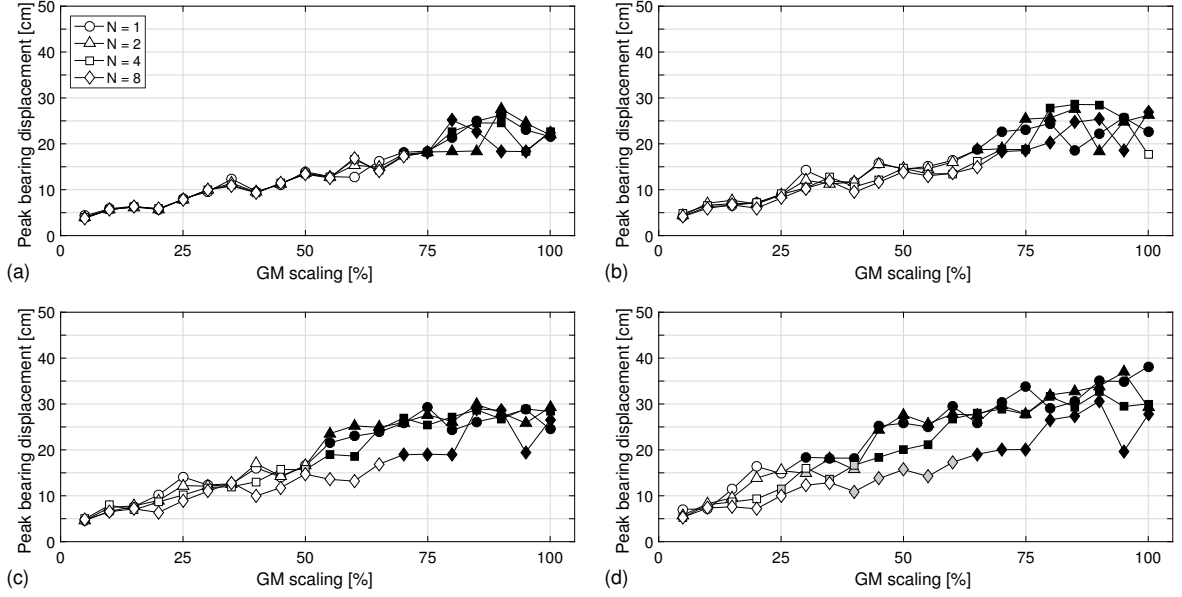 Peak bearing displacement [cm]
50
40
30
20
10
0
N = 1
N = 2
N = 4
N = 8
0 25 50 75 100
GM scaling [%]
(a)
Peak bearing displacement [cm]
50
40
30
20
10
0
0 25 50 75 100
GM scaling [%]
(b)
Peak bearing displacement [cm]
50
40
30
20
10
0
0 25 50 75 100
GM scaling [%]
(c)
Peak bearing displacement [cm]
50
40
30
20
10
0
0 25 50 75 100
GM scaling [%]
(d)